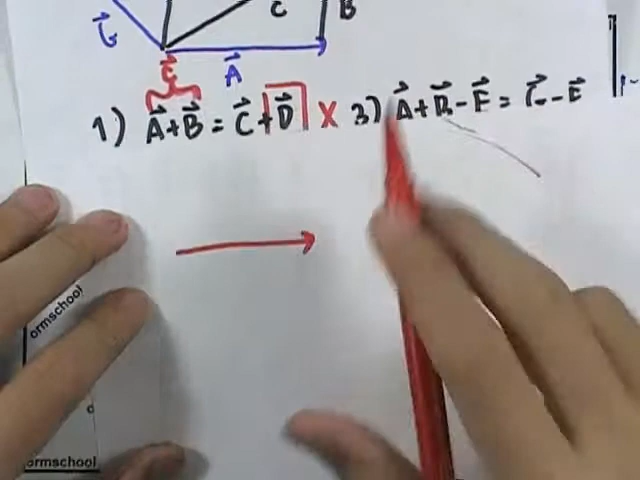 C B
G⃗
A⃗
C⃗
1) A⃗+B⃗ = C⃗+D⃗ X 3) A⃗+B⃗-F⃗ = G⃗-E⃗
ormschool
ormschool